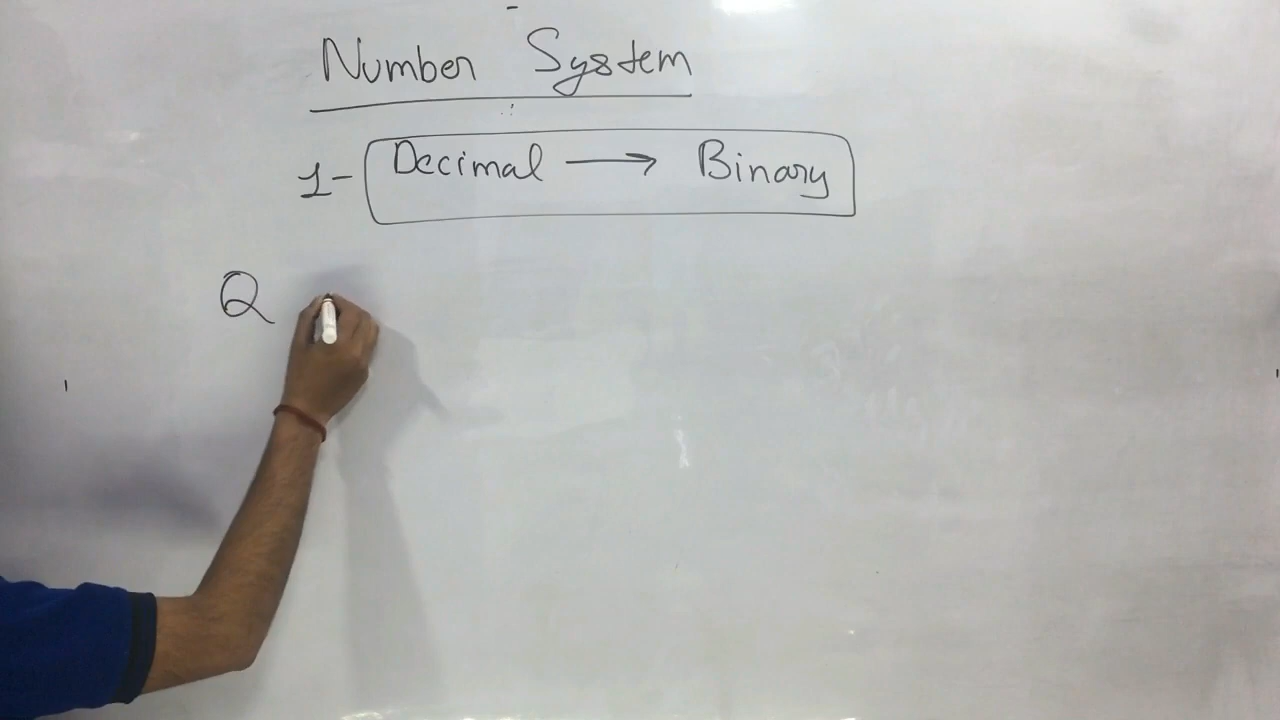 Number System
1- Decimal → Binary
Q